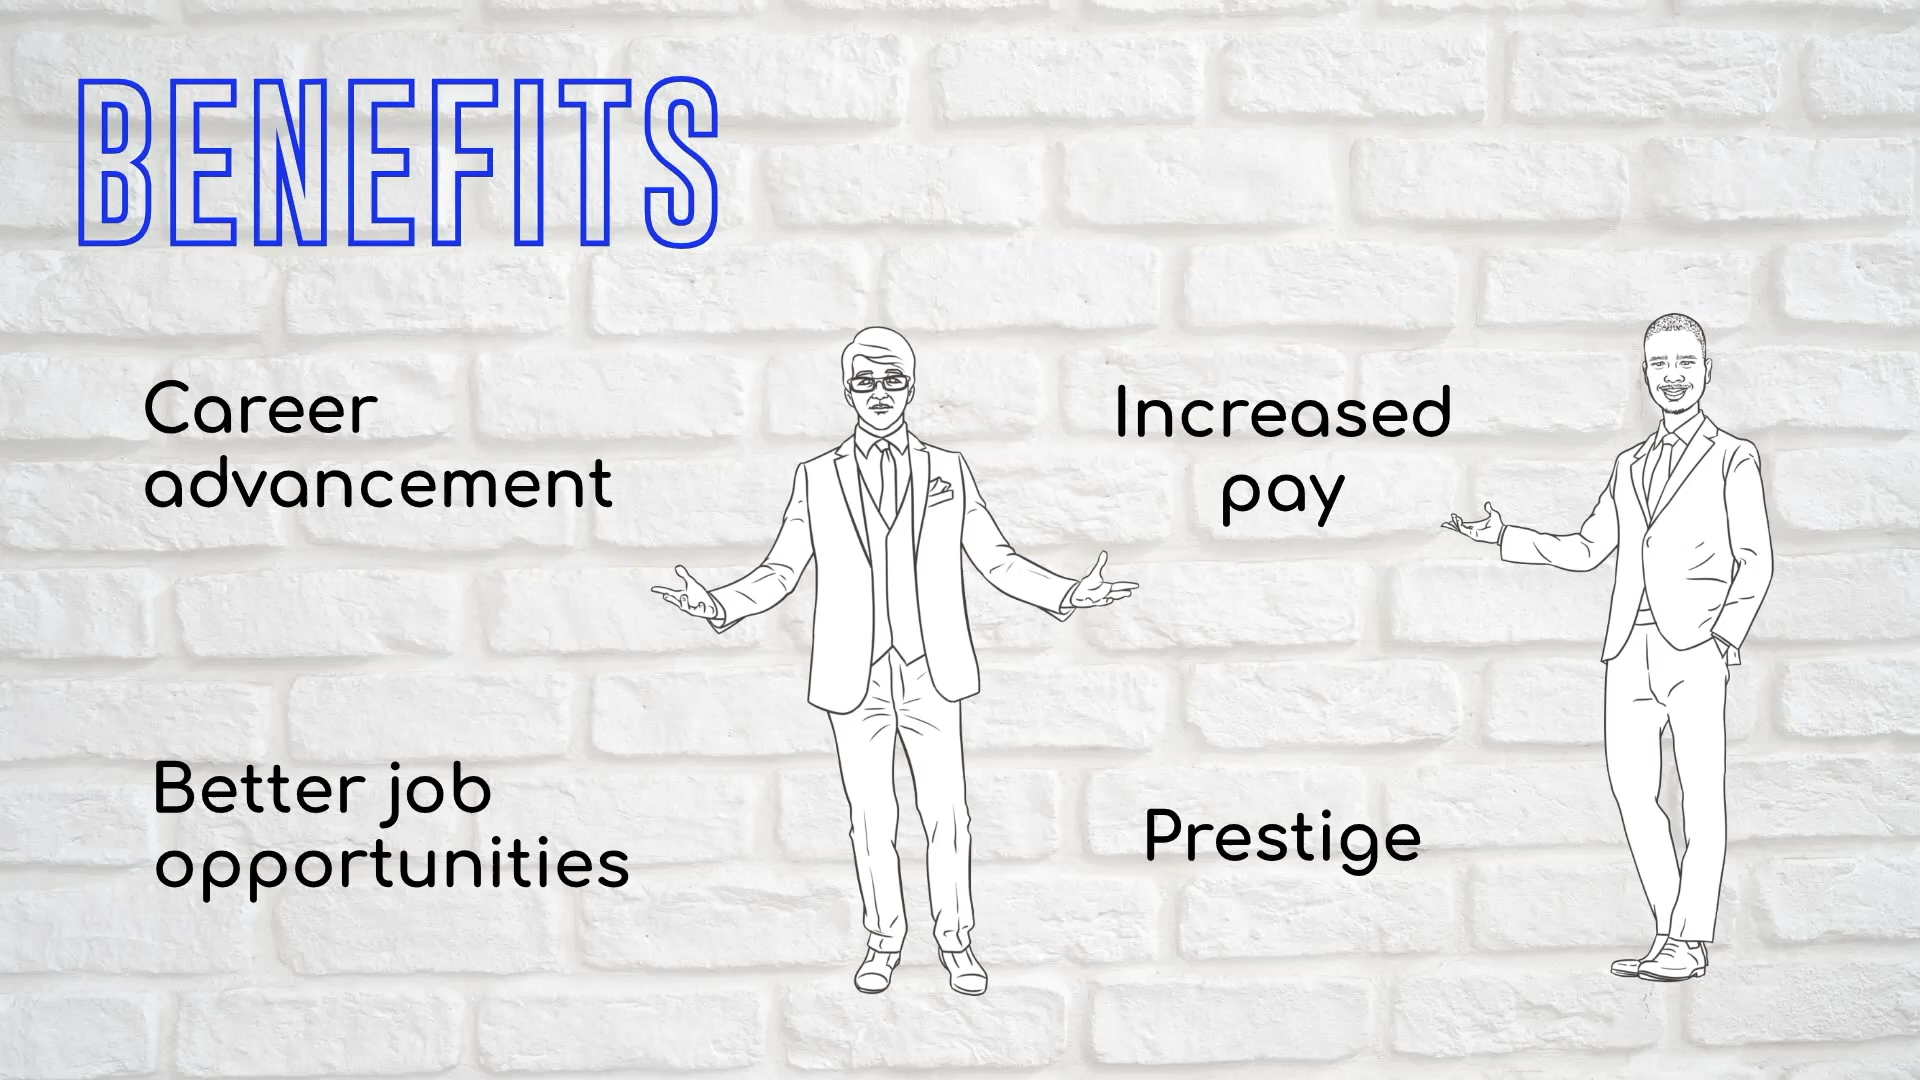 BENEFITS
Career
advancement
Increased
pay
Better job
opportunities
Prestige